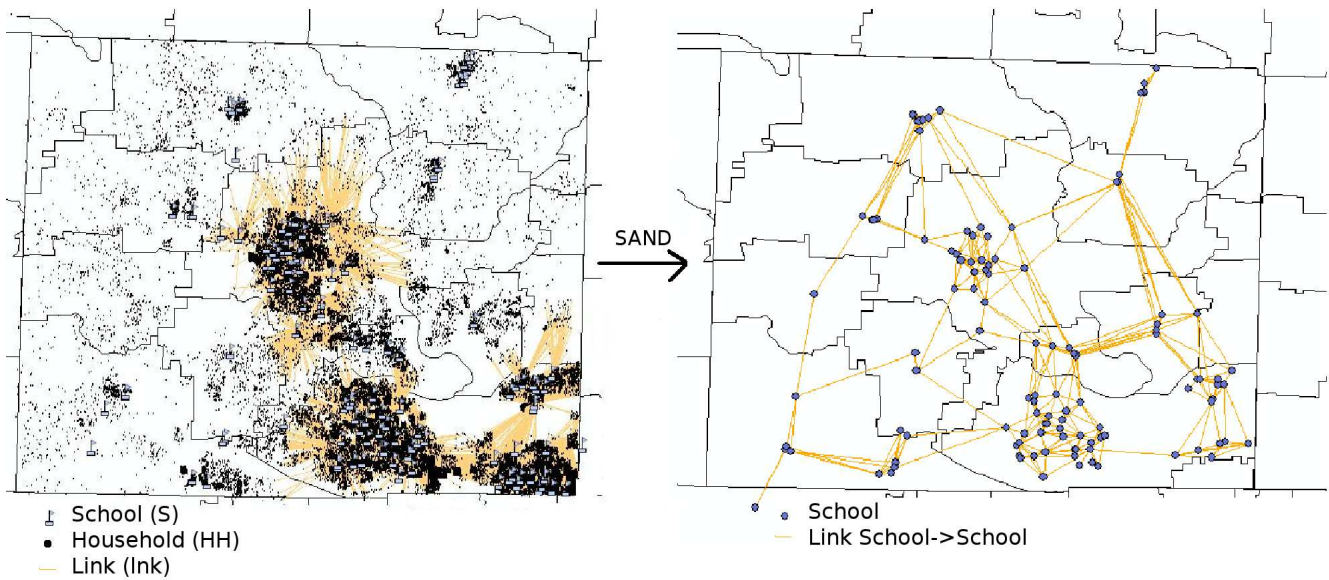 SAND
School (S)
Household (HH)
Link (lnk)
School
Link School->School